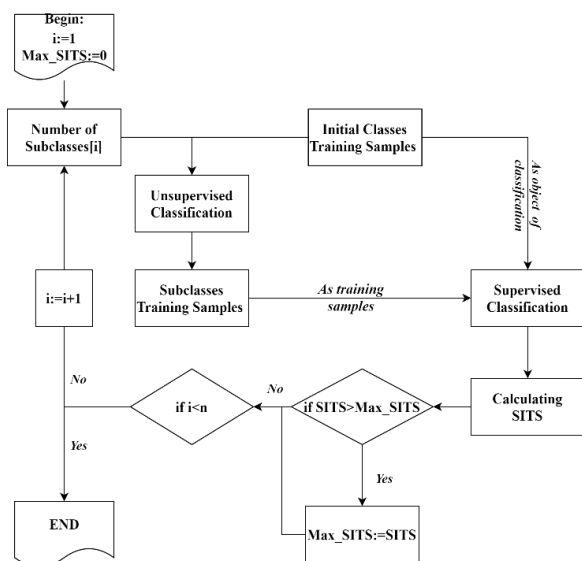 Begin:
i:=1
Max_SITS:=0
Number of
Subclasses[i]
Initial Classes
Training Samples
As object of
classification
Unsupervised
Classification
i:=i+1
Subclasses
Training Samples
As training
samples
Supervised
Classification
No
if i<n
No
if SITS>Max_SITS
Calculating
SITS
Yes
Yes
END
Max_SITS:=SITS